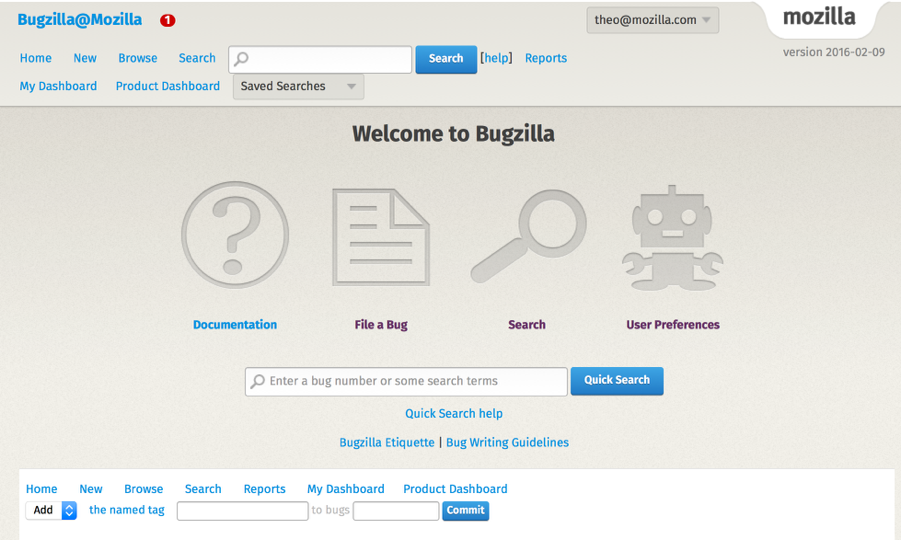 Bugzilla@Mozilla 1 theo@mozilla.com mozilla
version 2016-02-09
Home New Browse Search Search [help] Reports
My Dashboard Product Dashboard Saved Searches
Welcome to Bugzilla
Documentation File a Bug Search User Preferences
Enter a bug number or some search terms Quick Search
Quick Search help
Bugzilla Etiquette | Bug Writing Guidelines
Home New Browse Search Reports My Dashboard Product Dashboard
Add the named tag to bugs Commit